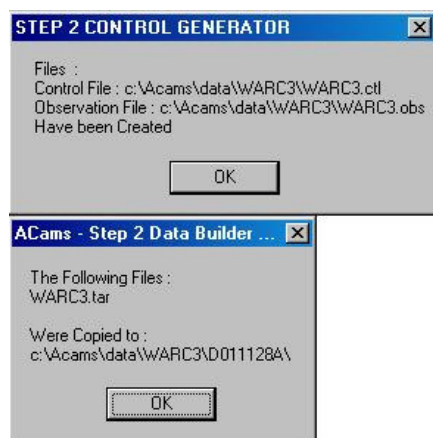 STEP 2 CONTROL GENERATOR
Files :
Control File : c:\Acams\data\WARC3\WARC3.ctl
Observation File : c:\Acams\data\WARC3\WARC3.obs
Have been Created
OK
ACams - Step 2 Data Builder ...
The Following Files :
WARC3.tar
Were Copied to :
c:\Acams\data\WARC3\D011128A\
OK